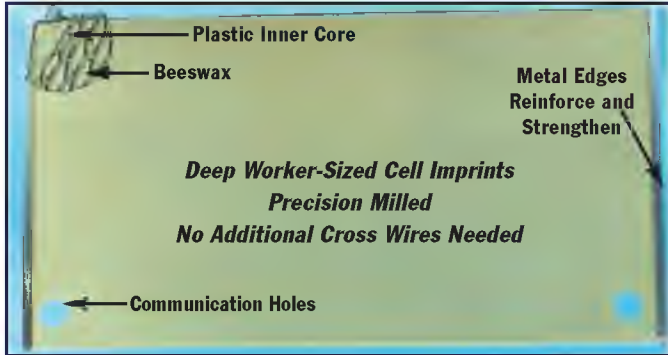 Plastic Inner Core
Beeswax
Metal Edges
Reinforce and
Strengthen
Deep Worker-Sized Cell Imprints
Precision Milled
No Additional Cross Wires Needed
Communication Holes